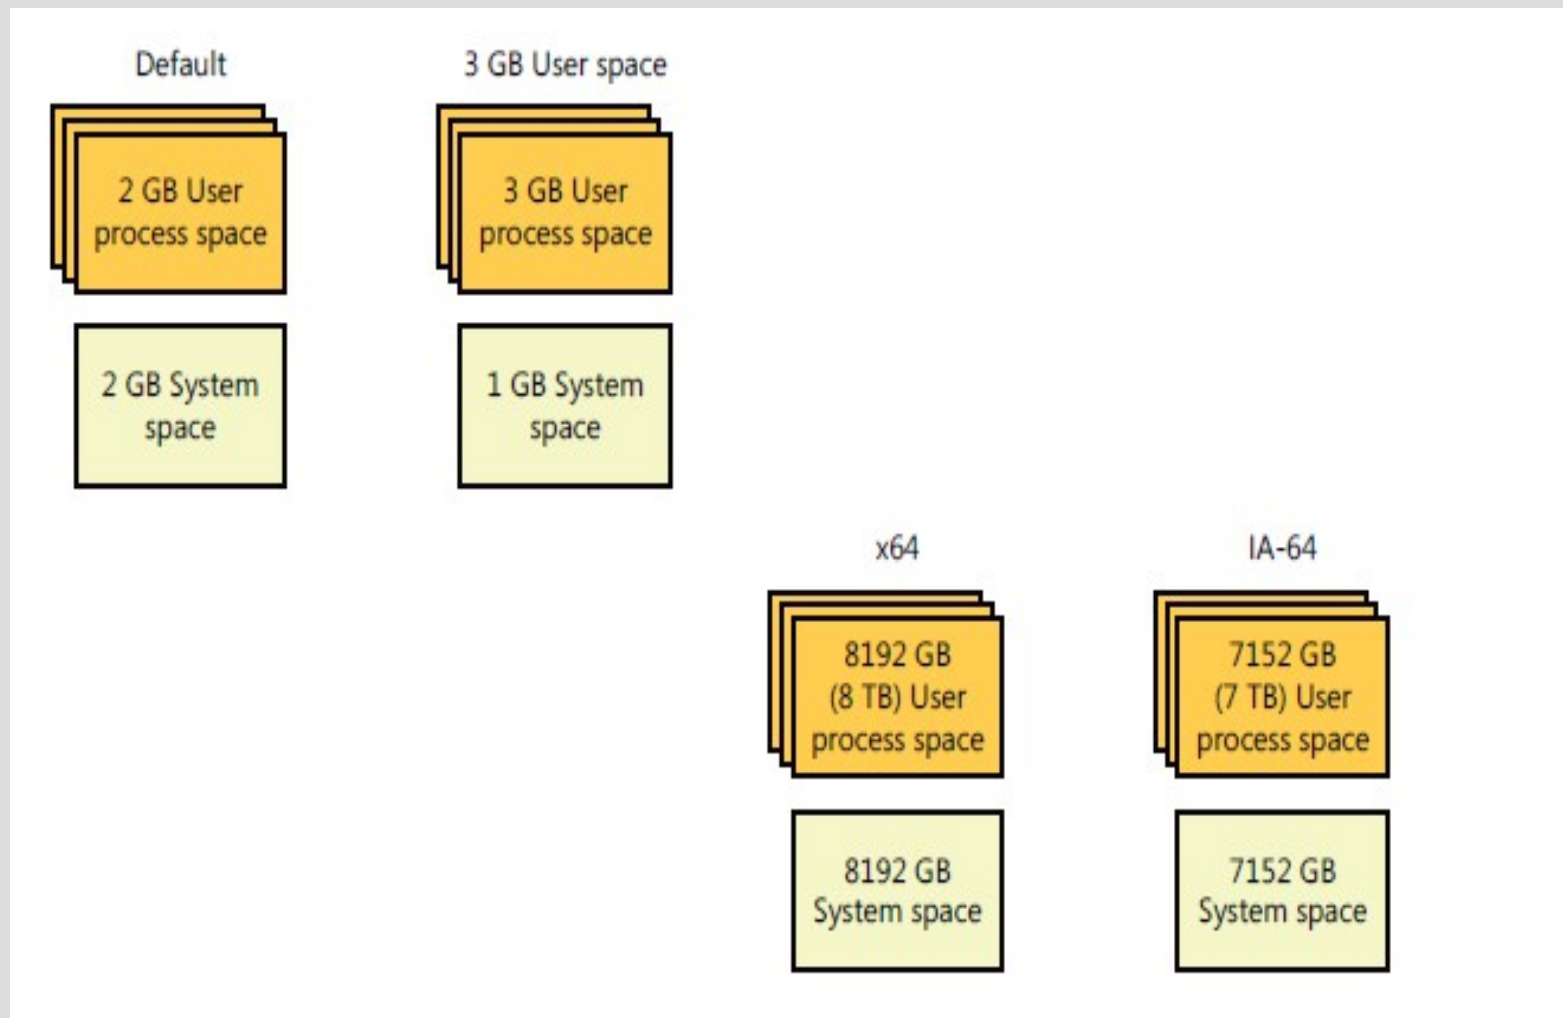 Default
2 GB User
process space
2 GB System
space
3 GB User space
3 GB User
process space
1 GB System
space
x64
8192 GB
(8 TB) User
process space
8192 GB
System space
IA-64
7152 GB
(7 TB) User
process space
7152 GB
System space